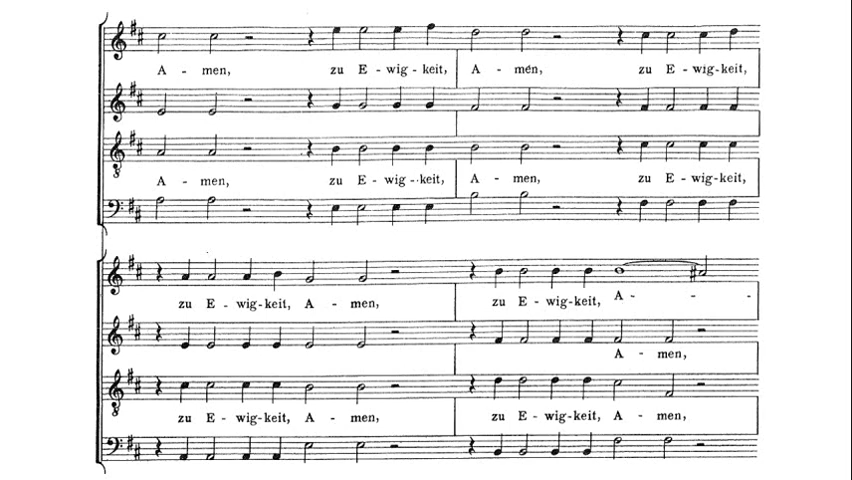 A - men, zu E - wig - keit, A - men, zu E - wig - keit,
A - men, zu E - wig - keit, A - men, zu E - wig - keit,
zu E - wig - keit, A - men, zu E - wig - keit, A - -
A - men,
zu E - wig - keit, A - men, zu E - wig - keit, A - men,